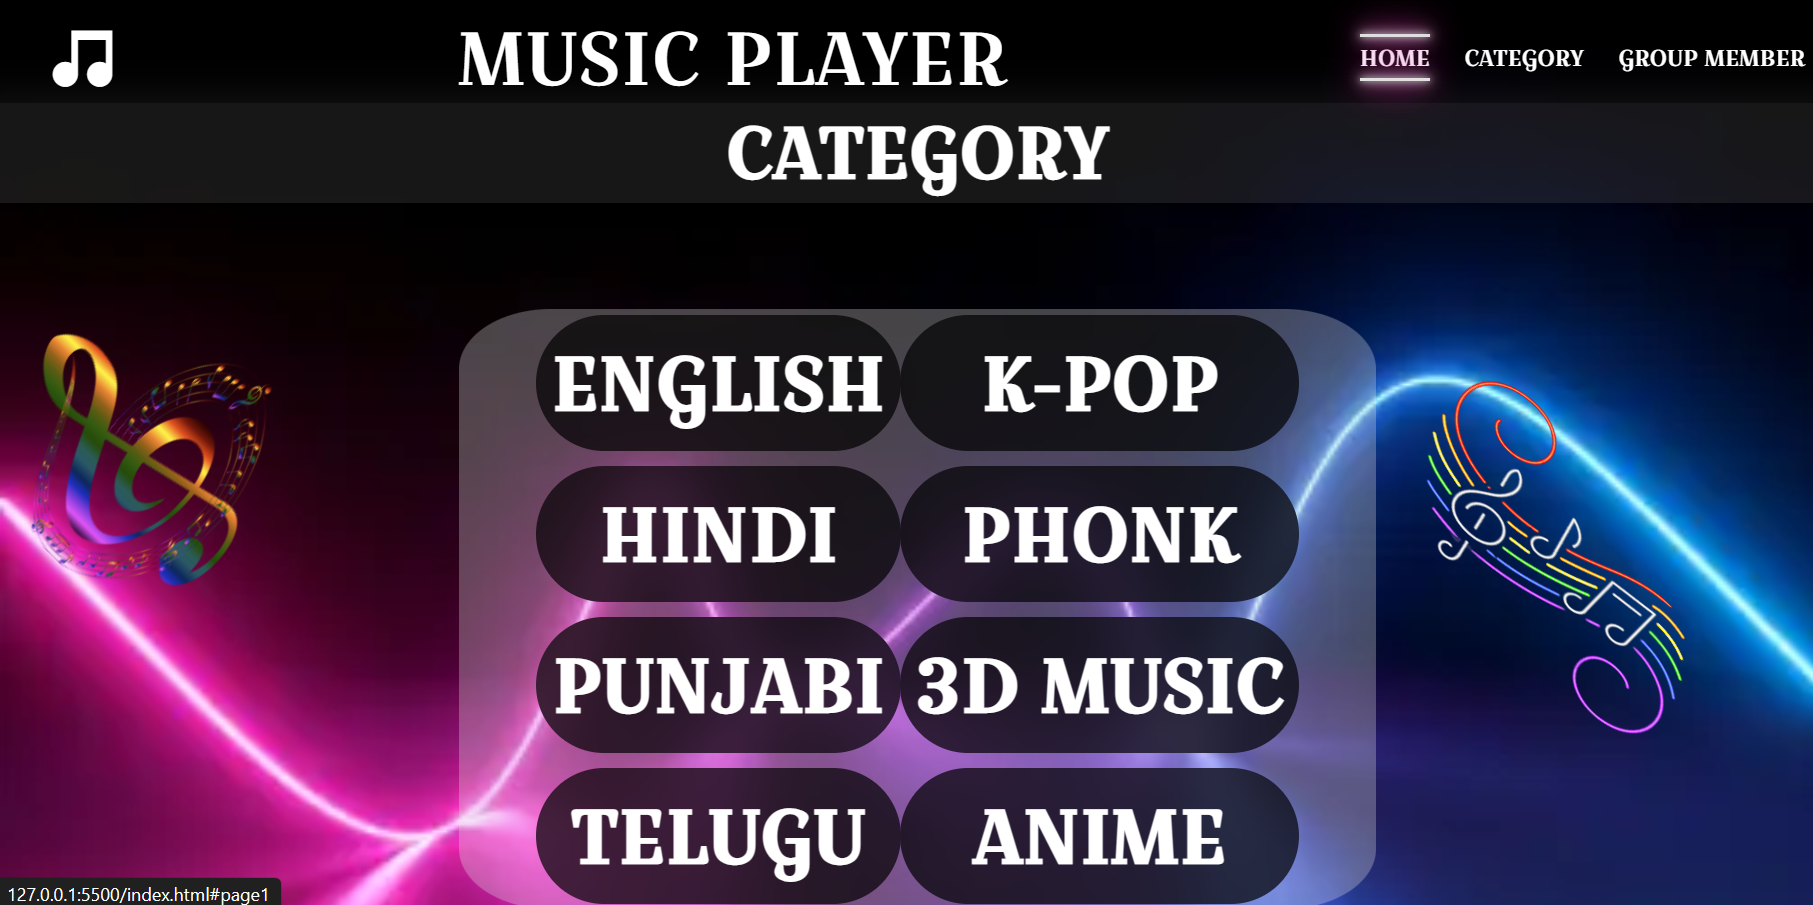 MUSIC PLAYER
HOME CATEGORY GROUP MEMBER
CATEGORY
ENGLISH K-POP
HINDI PHONK
PUNJABI 3D MUSIC
TELUGU ANIME
127.0.0.1:5500/index.html#page1